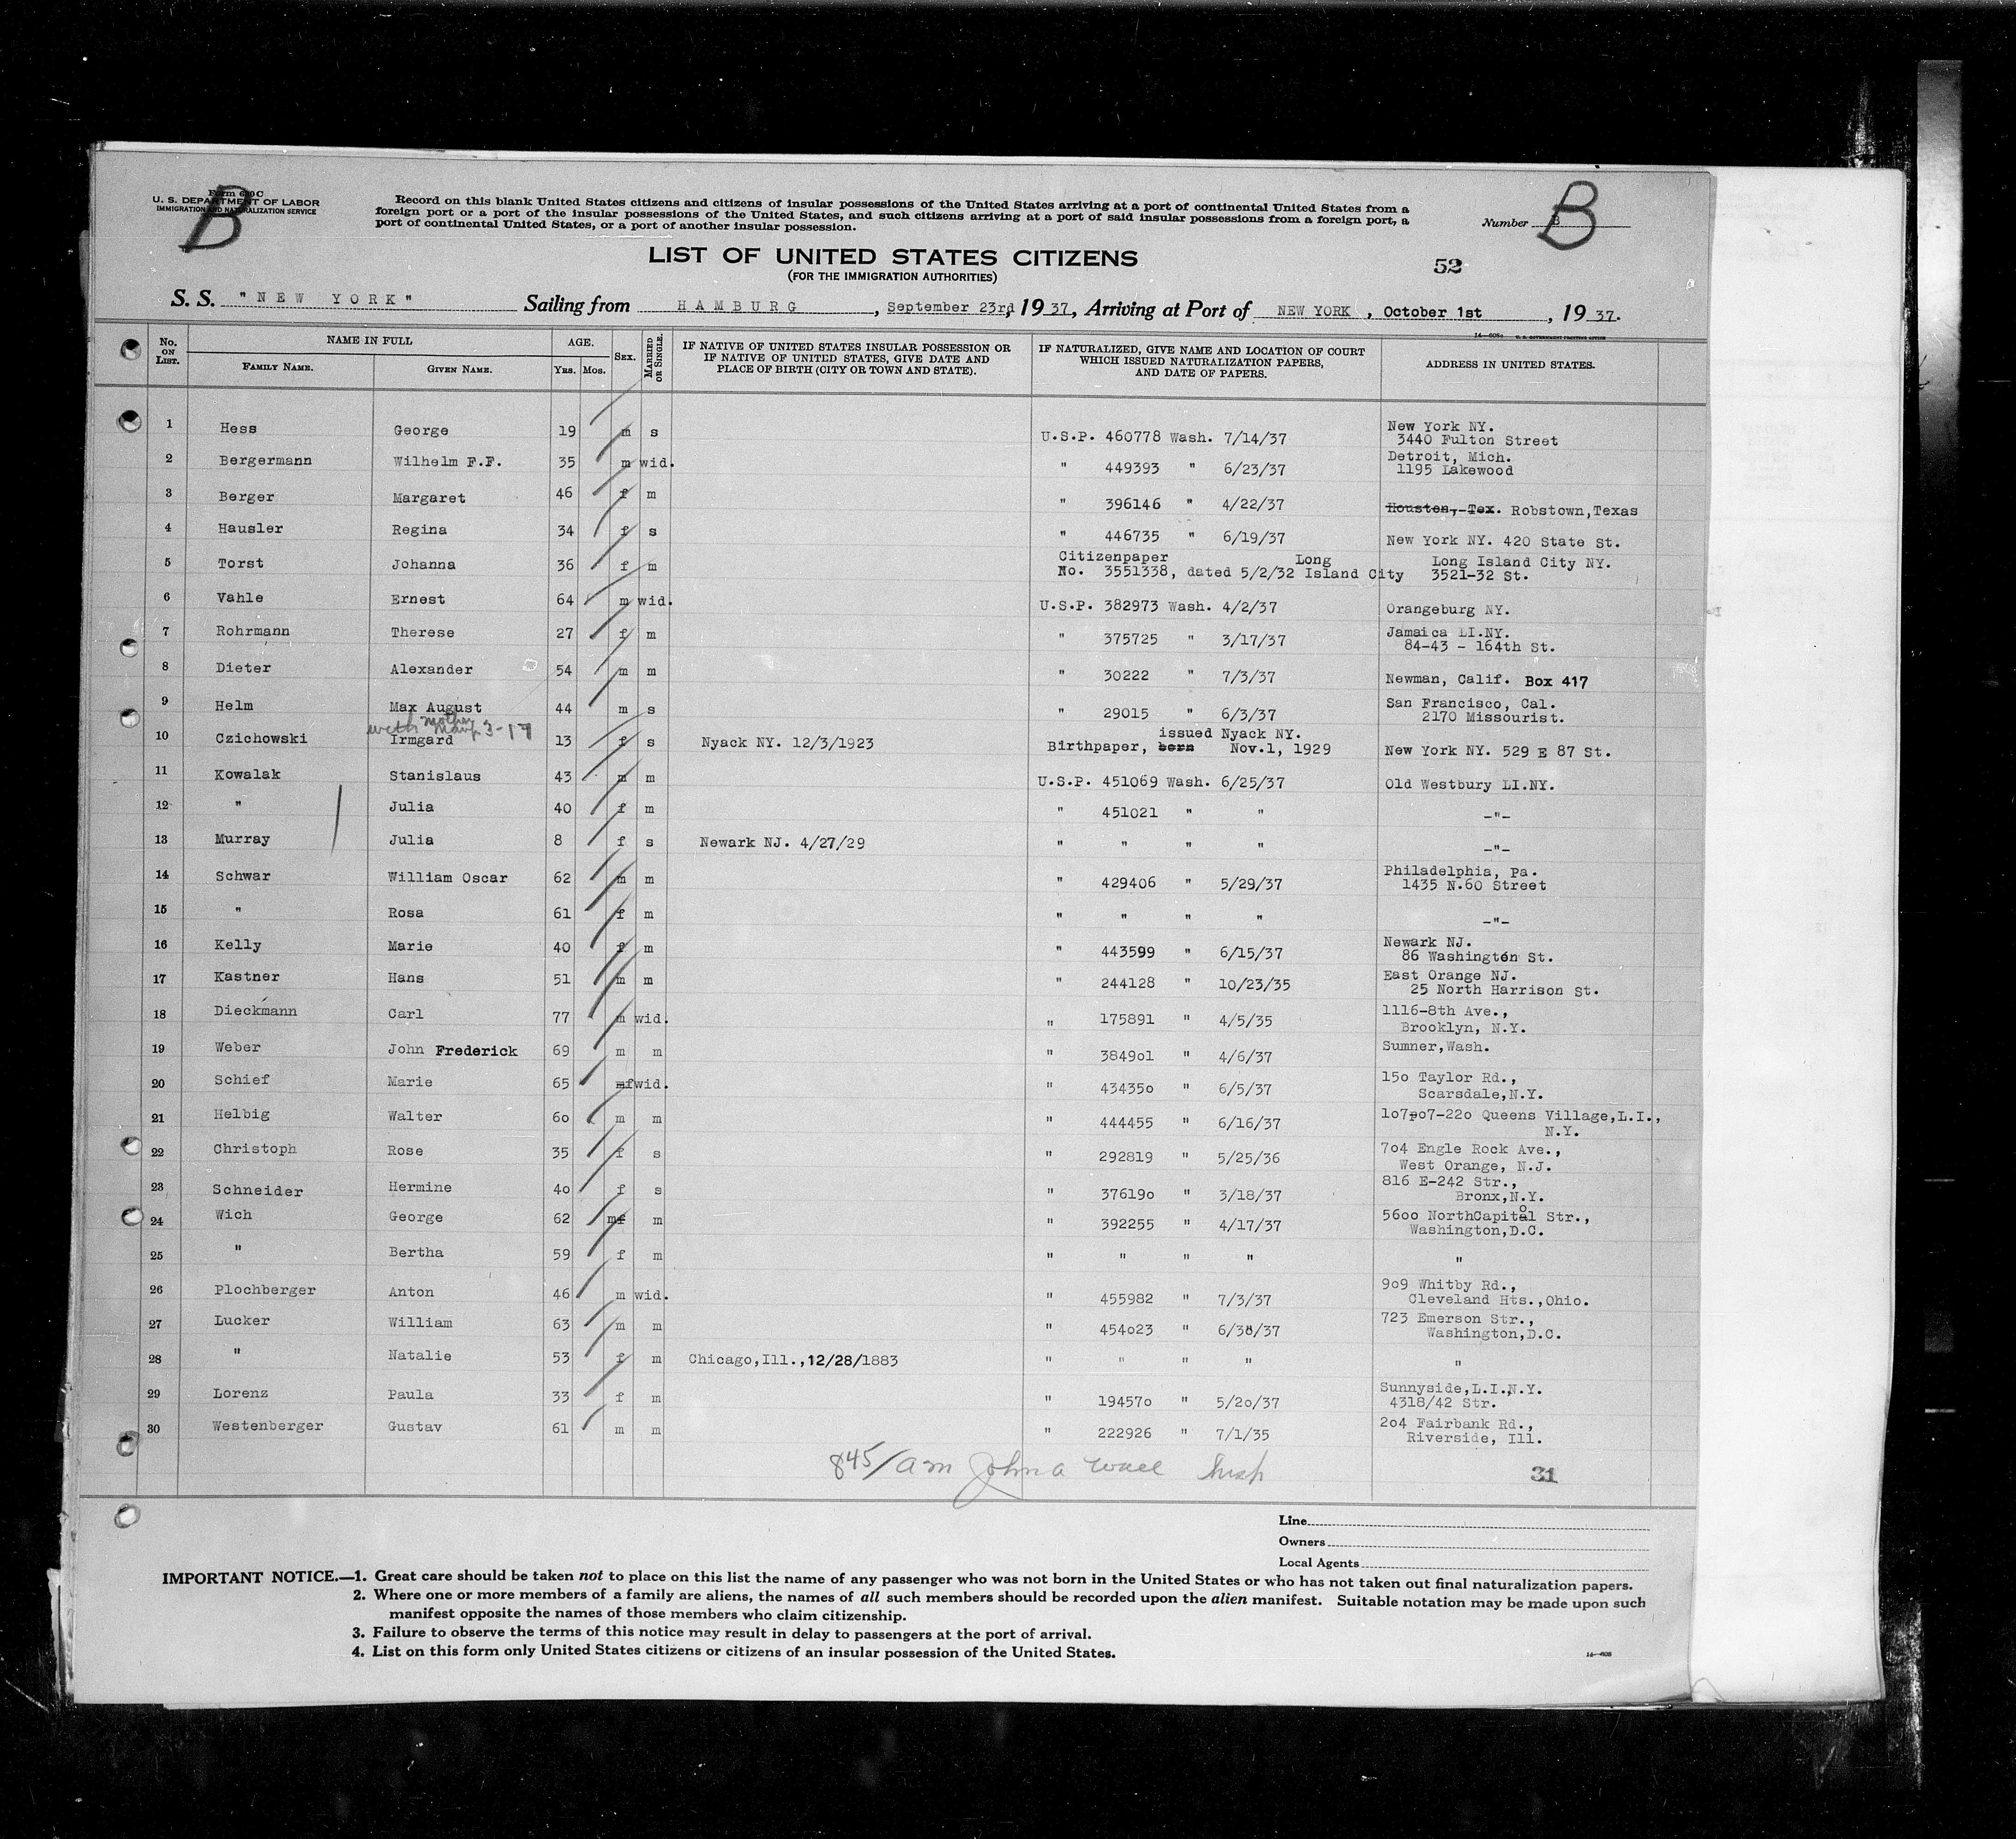 Form 630 C
U. S. DEPARTMENT OF LABOR
IMMIGRATION AND NATURALIZATION SERVICE
B
Record on this blank United States citizens and citizens of insular possessions of the United States arriving at a port of continental United States from a
foreign port or a port of the insular possessions of the United States, and such citizens arriving at a port of said insular possessions from a foreign port, a
port of continental United States, or a port of another insular possession.
Number B
B
LIST OF UNITED STATES CITIZENS
(FOR THE IMMIGRATION AUTHORITIES)
52
S. S. "NEW YORK" Sailing from HAMBURG, September 23rd, 1937, Arriving at Port of NEW YORK, October 1st, 1937.
No. ON LIST. NAME IN FULL FAMILY NAME. GIVEN NAME. AGE. YRS. MOS. SEX. MARRIED OR SINGLE. IF NATIVE OF UNITED STATES INSULAR POSSESSION OR IF NATIVE OF UNITED STATES, GIVE DATE AND PLACE OF BIRTH (CITY OR TOWN AND STATE). IF NATURALIZED, GIVE NAME AND LOCATION OF COURT WHICH ISSUED NATURALIZATION PAPERS, AND DATE OF PAPERS. ADDRESS IN UNITED STATES.
1 Hess George 19 m s U.S.P. 460778 Wash. 7/14/37 New York NY. 3440 Fulton Street
2 Bergermann Wilhelm F.F. 35 m wid. " 449393 " 6/23/37 Detroit, Mich. 1195 Lakewood
3 Berger Margaret 46 f m " 396146 " 4/22/37 Houston, Tex. Robstown,Texas
4 Hausler Regina 34 f s " 446735 " 6/19/37 New York NY. 420 State St.
5 Torst Johanna 36 f m Citizenpaper No. 3551338, dated 5/2/32 Long Island City Long Island City NY. 3521-32 St.
6 Vahle Ernest 64 m wid. U.S.P. 382973 Wash. 4/2/37 Orangeburg NY.
7 Rohrmann Therese 27 f m " 375725 " 3/17/37 Jamaica LI.NY. 84-43 - 164th St.
8 Dieter Alexander 54 m m " 30222 " 7/3/37 Newman, Calif. Box 417
9 Helm Max August 44 m s " 29015 " 6/3/37 San Francisco, Cal. 2170 Missourist.
with mother 3-17
10 Czichowski Irmgard 13 f s Nyack NY. 12/3/1923 Birthpaper, born issued Nyack NY. Nov.1, 1929 New York NY. 529 E 87 St.
11 Kowalak Stanislaus 43 m m U.S.P. 451069 Wash. 6/25/37 Old Westbury LI.NY.
12 " Julia 40 f m " 451021 " " -"-
13 Murray Julia 8 f s Newark NJ. 4/27/29 " " " " -"-
14 Schwar William Oscar 62 m m " 429406 " 5/29/37 Philadelphia, Pa. 1435 N.60 Street
15 " Rosa 61 f m " " " " -"-
16 Kelly Marie 40 f m " 443599 " 6/15/37 Newark NJ. 86 Washington St.
17 Kastner Hans 51 m m " 244128 " 10/23/35 East Orange NJ. 25 North Harrison St.
18 Dieckmann Carl 77 m wid. " 175891 " 4/5/35 1116-8th Ave., Brooklyn, N.Y.
19 Weber John Frederick 69 m m " 384901 " 4/6/37 Sumner,Wash.
20 Schief Marie 65 mf wid. " 434350 " 6/5/37 150 Taylor Rd., Scarsdale,N.Y.
21 Helbig Walter 60 m m " 444455 " 6/16/37 107p07-220 Queens Village,L.I., N.Y.
22 Christoph Rose 35 f s " 292819 " 5/25/36 704 Engle Rock Ave., West Orange, N.J.
23 Schneider Hermine 40 f s " 376190 " 3/18/37 816 E-242 Str., Bronx,N.Y.
24 Wich George 62 mf m " 392255 " 4/17/37 5600 NorthCapitol Str., Washington,D.C.
25 " Bertha 59 f m " " " " "
26 Plochberger Anton 46 m wid. " 455982 " 7/3/37 909 Whitby Rd., Cleveland Hts.,Ohio.
27 Lucker William 63 m m " 454023 " 6/30/37 723 Emerson Str., Washington,D.C.
28 " Natalie 53 f m Chicago,Ill.,12/28/1883 " " " " "
29 Lorenz Paula 33 f m " 194570 " 5/20/37 Sunnyside,L.I.,N.Y. 4318/42 Str.
30 Westenberger Gustav 61 m m " 222926 " 7/1/35 204 Fairbank Rd., Riverside, Ill.
845/am John A Wall Insp
31
Line
Owners
Local Agents
IMPORTANT NOTICE.—1. Great care should be taken not to place on this list the name of any passenger who was not born in the United States or who has not taken out final naturalization papers.
2. Where one or more members of a family are aliens, the names of all such members should be recorded upon the alien manifest. Suitable notation may be made upon such
manifest opposite the names of those members who claim citizenship.
3. Failure to observe the terms of this notice may result in delay to passengers at the port of arrival.
4. List on this form only United States citizens or citizens of an insular possession of the United States.
14—608